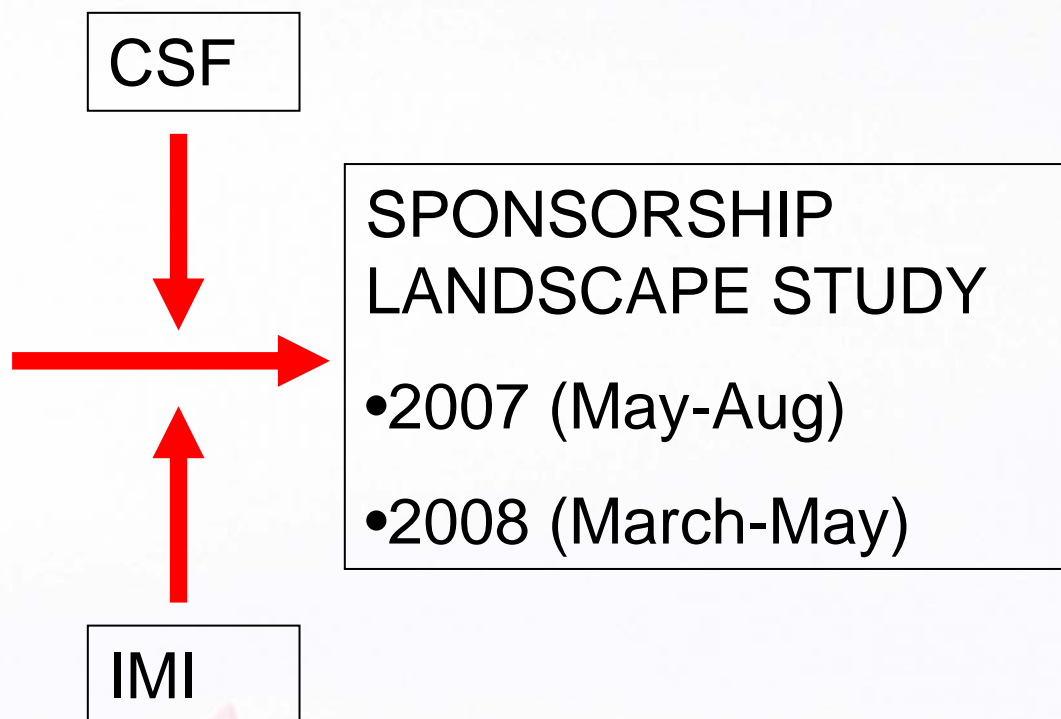 CSF
SPONSORSHIP
LANDSCAPE STUDY
•2007 (May-Aug)
•2008 (March-May)
IMI